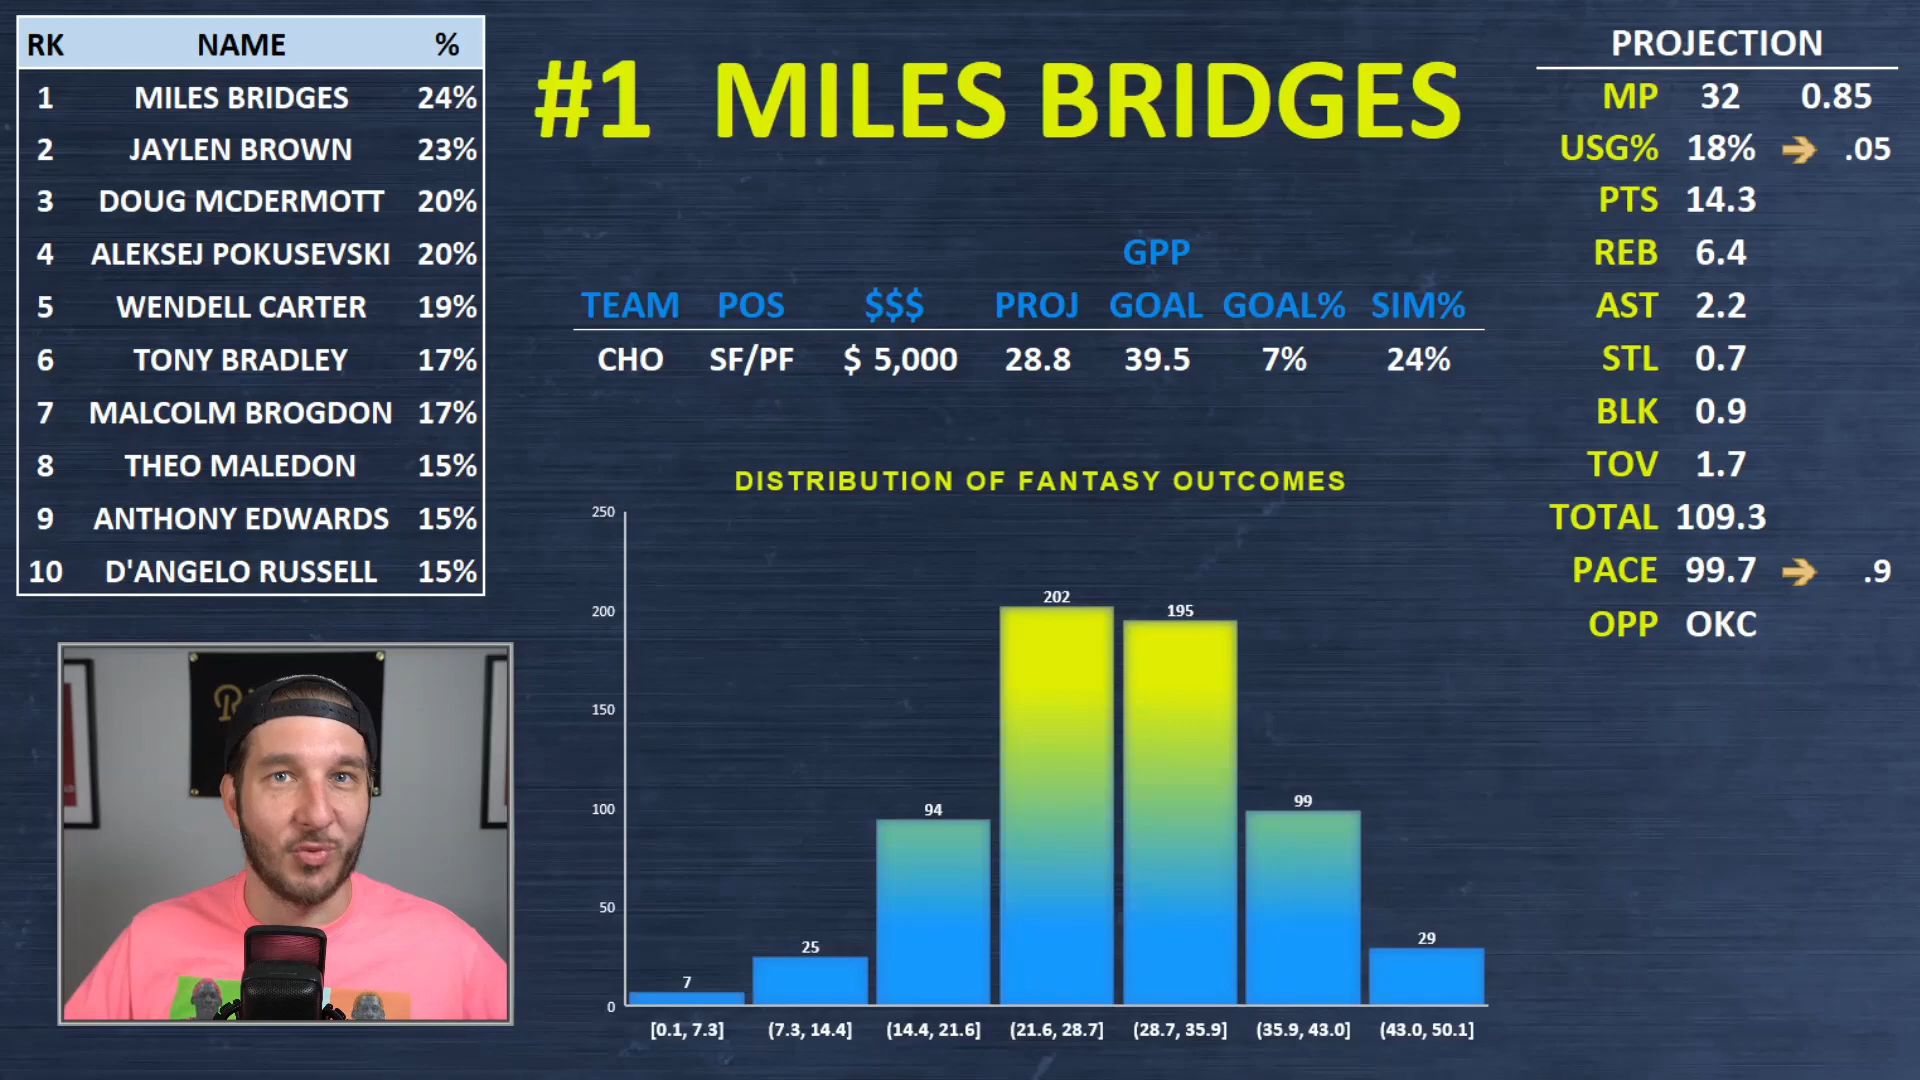 RK NAME %
1 MILES BRIDGES 24%
2 JAYLEN BROWN 23%
3 DOUG MCDERMOTT 20%
4 ALEKSEJ POKUSEVSKI 20%
5 WENDELL CARTER 19%
6 TONY BRADLEY 17%
7 MALCOLM BROGDON 17%
8 THEO MALEDON 15%
9 ANTHONY EDWARDS 15%
10 D'ANGELO RUSSELL 15%
#1 MILES BRIDGES
GPP
TEAM POS $$$ PROJ GOAL GOAL% SIM%
CHO SF/PF $ 5,000 28.8 39.5 7% 24%
DISTRIBUTION OF FANTASY OUTCOMES
250
200
150
100
50
0
7
25
94
202
195
99
29
[0.1, 7.3] (7.3, 14.4] (14.4, 21.6] (21.6, 28.7] (28.7, 35.9] (35.9, 43.0] (43.0, 50.1]
PROJECTION
MP 32 0.85
USG% 18% .05
PTS 14.3
REB 6.4
AST 2.2
STL 0.7
BLK 0.9
TOV 1.7
TOTAL 109.3
PACE 99.7 .9
OPP OKC